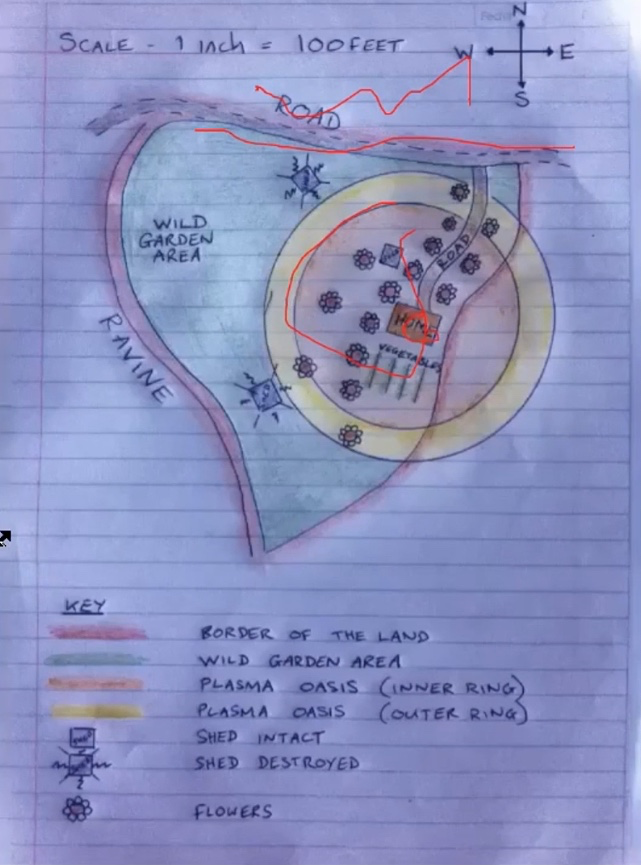 SCALE - 1 inch = 100 FEET
N
W
E
S
ROAD
WILD
GARDEN
AREA
ROAD
HOME
VEGETABLES
RAVINE
KEY
BORDER OF THE LAND
WILD GARDEN AREA
PLASMA OASIS (INNER RING)
PLASMA OASIS (OUTER RING)
SHED INTACT
SHED DESTROYED
FLOWERS